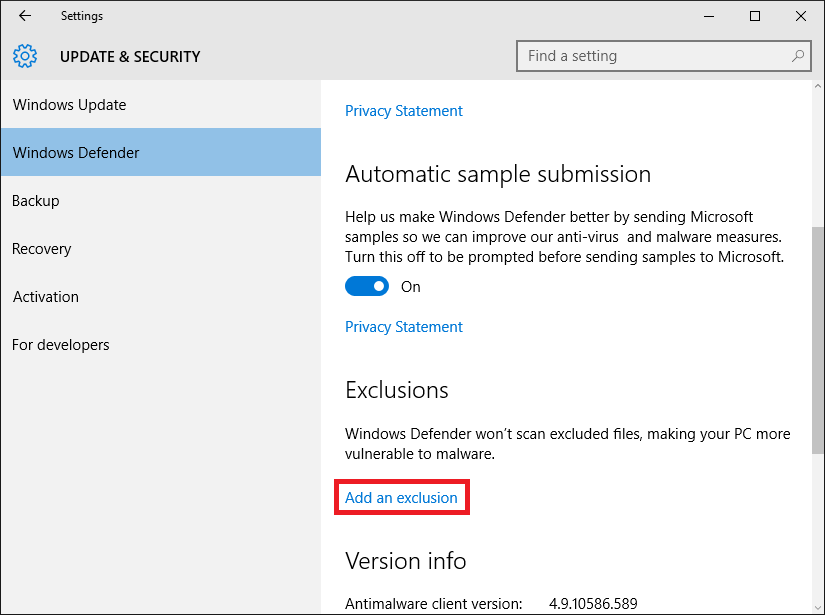 Settings
UPDATE & SECURITY
Find a setting
Windows Update
Windows Defender
Backup
Recovery
Activation
For developers
Privacy Statement
Automatic sample submission
Help us make Windows Defender better by sending Microsoft
samples so we can improve our anti-virus  and malware measures.
Turn this off to be prompted before sending samples to Microsoft.
On
Privacy Statement
Exclusions
Windows Defender won't scan excluded files, making your PC more
vulnerable to malware.
Add an exclusion
Version info
Antimalware client version: 4.9.10586.589